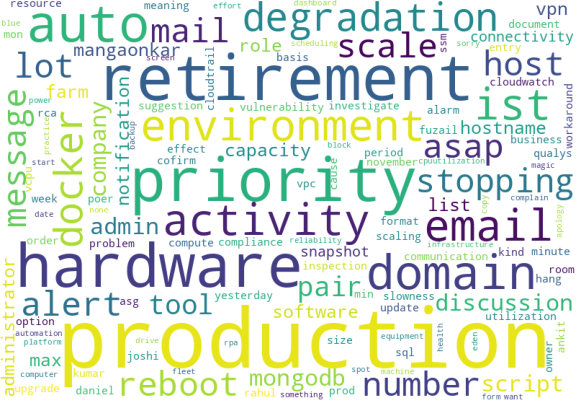 resource
meaning
effort
dashboard
blue
mon
auto
mail
degradation
scheduling
sorry
document
vpn
connectivity
mangaonkar
role
scale
ssm
entry
screen
basis
lot
cloudtrail
retirement
host
cloudwatch
farm
rca
suggestion
vulnerability
investigate
alarm
workaround
message
docker
company
notification
backup
environment
fuzail
ist
hostname
business
qualys
power
practice
effect
cofirm
capacity
period
block
november
cpuutilization
asap
magic
start
vcpu
week
poer
vpc
cause
priority
stopping
copy
complain
date
none
admin
activity
list
format
scaling
email
apology
order
problem
compute
compliance
reliability
infrastructure
communication
kind
minute
hardware
snapshot
inspection
domain
room
hang
administrator
alert
asg
tool
yesterday
pair
min
slowness
update
discussion
utilization
option
automation
platform
computer
production
software
size
sql
equipment
health
eden
owner
ankit
max
joshi
drive
rpa
upgrade
kumar
fleet
reboot
mongodb
spot
machine
number
script
daniel
rahul
something
prod
form
want